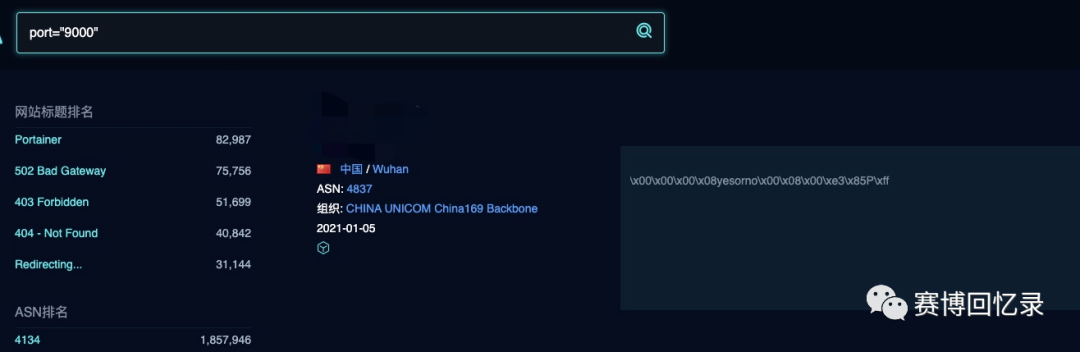 port="9000"
网站标题排名
Portainer 82,987
502 Bad Gateway 75,756
403 Forbidden 51,699
404 - Not Found 40,842
Redirecting... 31,144
ASN排名
4134 1,857,946
中国 / Wuhan
ASN: 4837
组织: CHINA UNICOM China169 Backbone
2021-01-05
\x00\x00\x00\x08yesorno\x00\x08\x00\xe3\x85P\xff
赛博回忆录